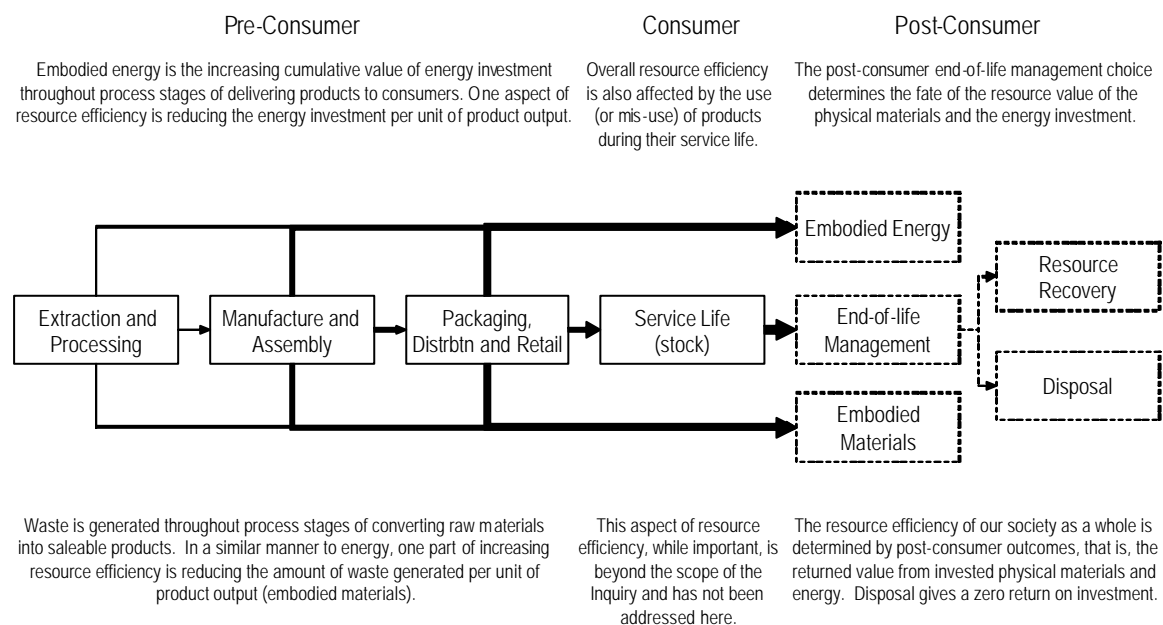 Pre-Consumer
Consumer
Post-Consumer
Embodied energy is the increasing cumulative value of energy investment
throughout process stages of delivering products to consumers. One aspect of
resource efficiency is reducing the energy investment per unit of product output.
Overall resource efficiency
is also affected by the use
(or mis-use) of products
during their service life.
The post-consumer end-of-life management choice
determines the fate of the resource value of the
physical materials and the energy investment.
Embodied Energy
Extraction and
Processing
Manufacture and
Assembly
Packaging,
Distrbtn and Retail
Service Life
(stock)
End-of-life
Management
Resource
Recovery
Disposal
Embodied
Materials
Waste is generated throughout process stages of converting raw materials
into saleable products. In a similar manner to energy, one part of increasing
resource efficiency is reducing the amount of waste generated per unit of
product output (embodied materials).
This aspect of resource
efficiency, while important, is
beyond the scope of the
Inquiry and has not been
addressed here.
The resource efficiency of our society as a whole is
determined by post-consumer outcomes, that is, the
returned value from invested physical materials and
energy. Disposal gives a zero return on investment.